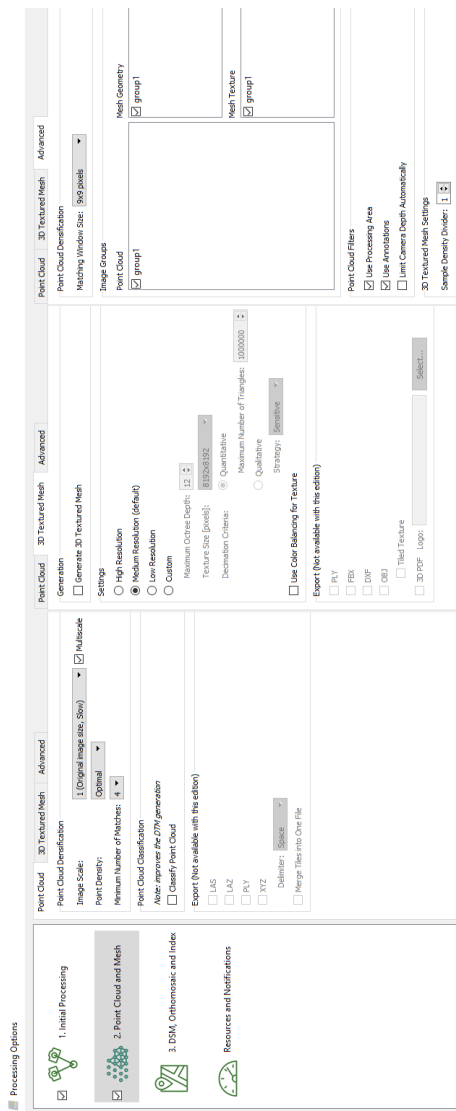 Processing Options
1. Initial Processing
2. Point Cloud and Mesh
3. DSM, Orthomosaic and Index
Resources and Notifications
Point Cloud 3D Textured Mesh Advanced
Point Cloud Densification
Image Scale: 1 (Original image size, Slow) Multiscale
Point Density: Optimal
Minimum Number of Matches: 4
Point Cloud Classification
Note: improves the DTM generation
Classify Point Cloud
Export (Not available with this edition)
LAS
LAZ
PLY
XYZ
Delimiter: Space
Merge Tiles into One File
Point Cloud 3D Textured Mesh Advanced
Generation
Generate 3D Textured Mesh
Settings
High Resolution
Medium Resolution (default)
Low Resolution
Custom
Maximum Octree Depth: 12
Texture Size [pixels]: 8192x8192
Decimation Criteria:
Quantitative
Maximum Number of Triangles: 1000000
Qualitative
Strategy: Sensitive
Use Color Balancing for Texture
Export (Not available with this edition)
PLY
FBX
DXF
OBJ
Tiled Texture
3D PDF Logo: Select...
Point Cloud 3D Textured Mesh Advanced
Point Cloud Densification
Matching Window Size: 9x9 pixels
Image Groups
Point Cloud
group1
Mesh Geometry
group1
Mesh Texture
group1
Point Cloud Filters
Use Processing Area
Use Annotations
Limit Camera Depth Automatically
3D Textured Mesh Settings
Sample Density Divider: 1